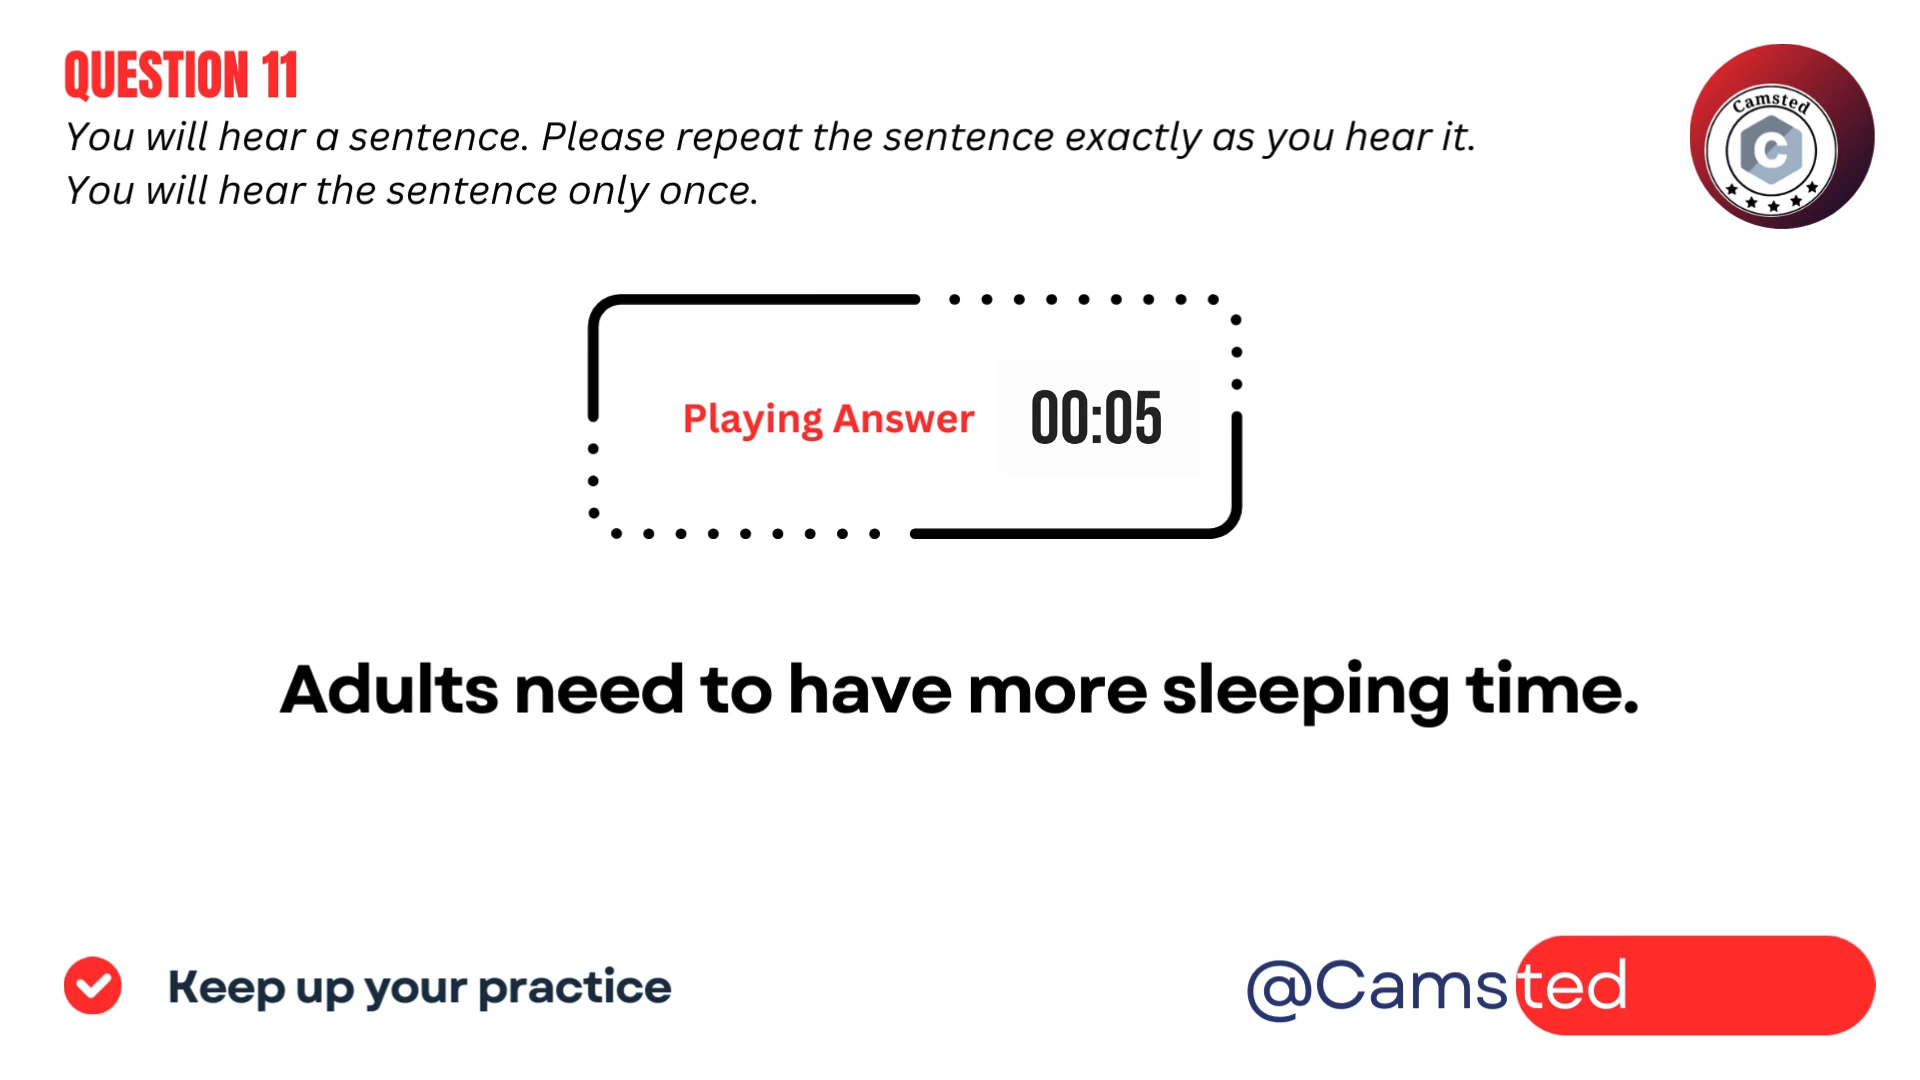 QUESTION 11
You will hear a sentence. Please repeat the sentence exactly as you hear it.
You will hear the sentence only once.
Camsted
C
Playing Answer 00:05
Adults need to have more sleeping time.
Keep up your practice
@Camsted